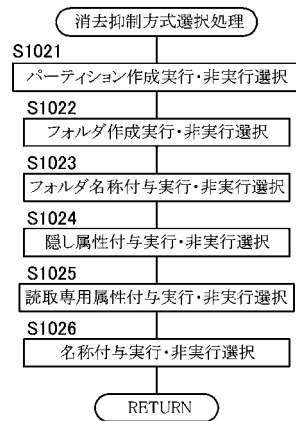 消去抑制方式選択処理
S1021
パーティション作成実行・非実行選択
S1022
フォルダ作成実行・非実行選択
S1023
フォルダ名称付与実行・非実行選択
S1024
隠し属性付与実行・非実行選択
S1025
読取専用属性付与実行・非実行選択
S1026
名称付与実行・非実行選択
RETURN